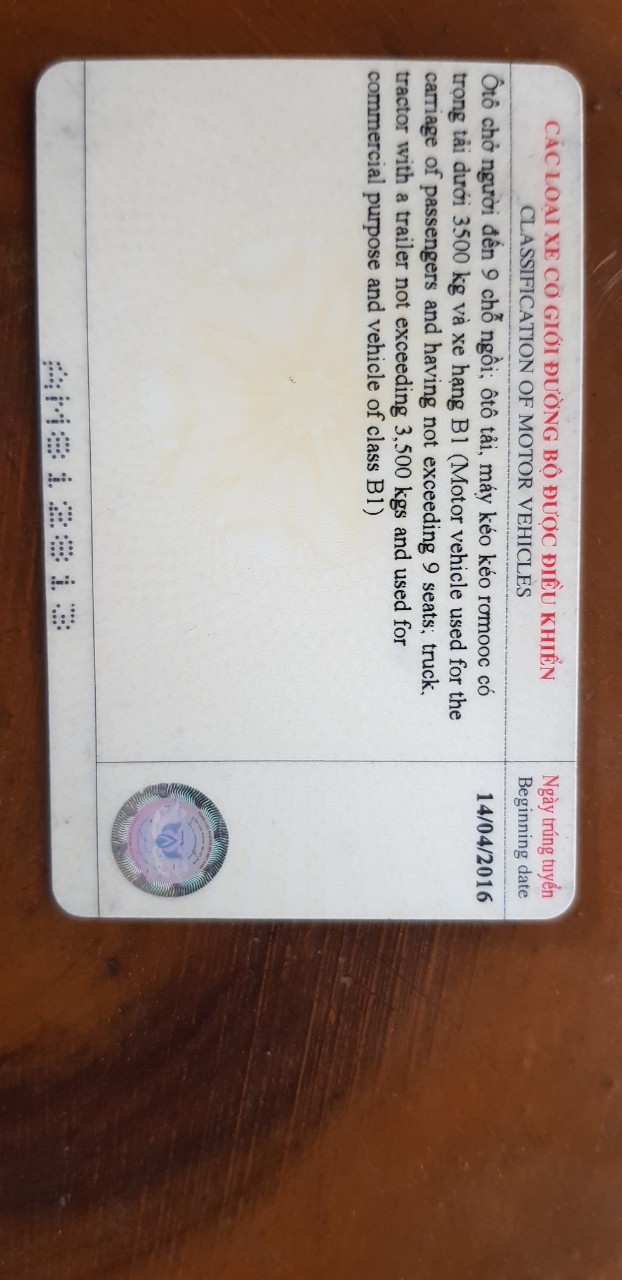 CÁC LOẠI XE CƠ GIỚI ĐƯỜNG BỘ ĐƯỢC ĐIỀU KHIỂN
CLASSIFICATION OF MOTOR VEHICLES
Ngày trúng tuyển
Beginning date
Ôtô chở người đến 9 chỗ ngồi; ôtô tải, máy kéo kéo rơmooc có
trọng tải dưới 3500 kg và xe hạng B1 (Motor vehicle used for the
carriage of passengers and having not exceeding 9 seats; truck,
tractor with a trailer not exceeding 3,500 kgs and used for
commercial purpose and vehicle of class B1)
14/04/2016
AM812813